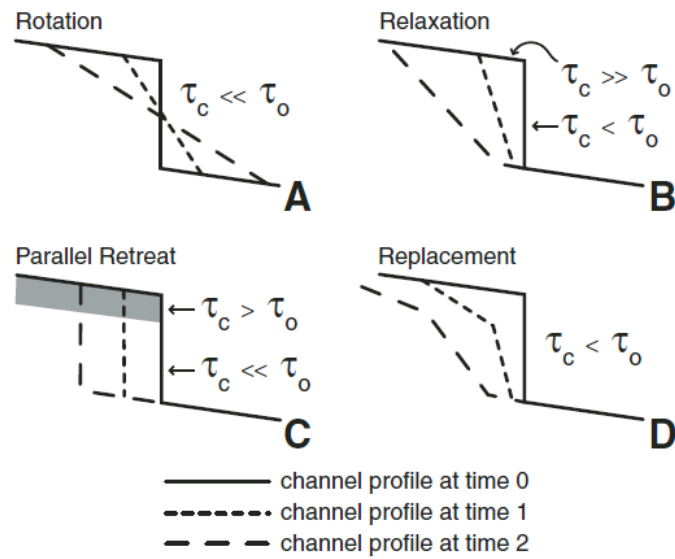 Rotation
τc << τo
A
Relaxation
τc >> τo
←τc < τo
B
Parallel Retreat
←τc > τo
←τc << τo
C
Replacement
τc < τo
D
channel profile at time 0
channel profile at time 1
channel profile at time 2